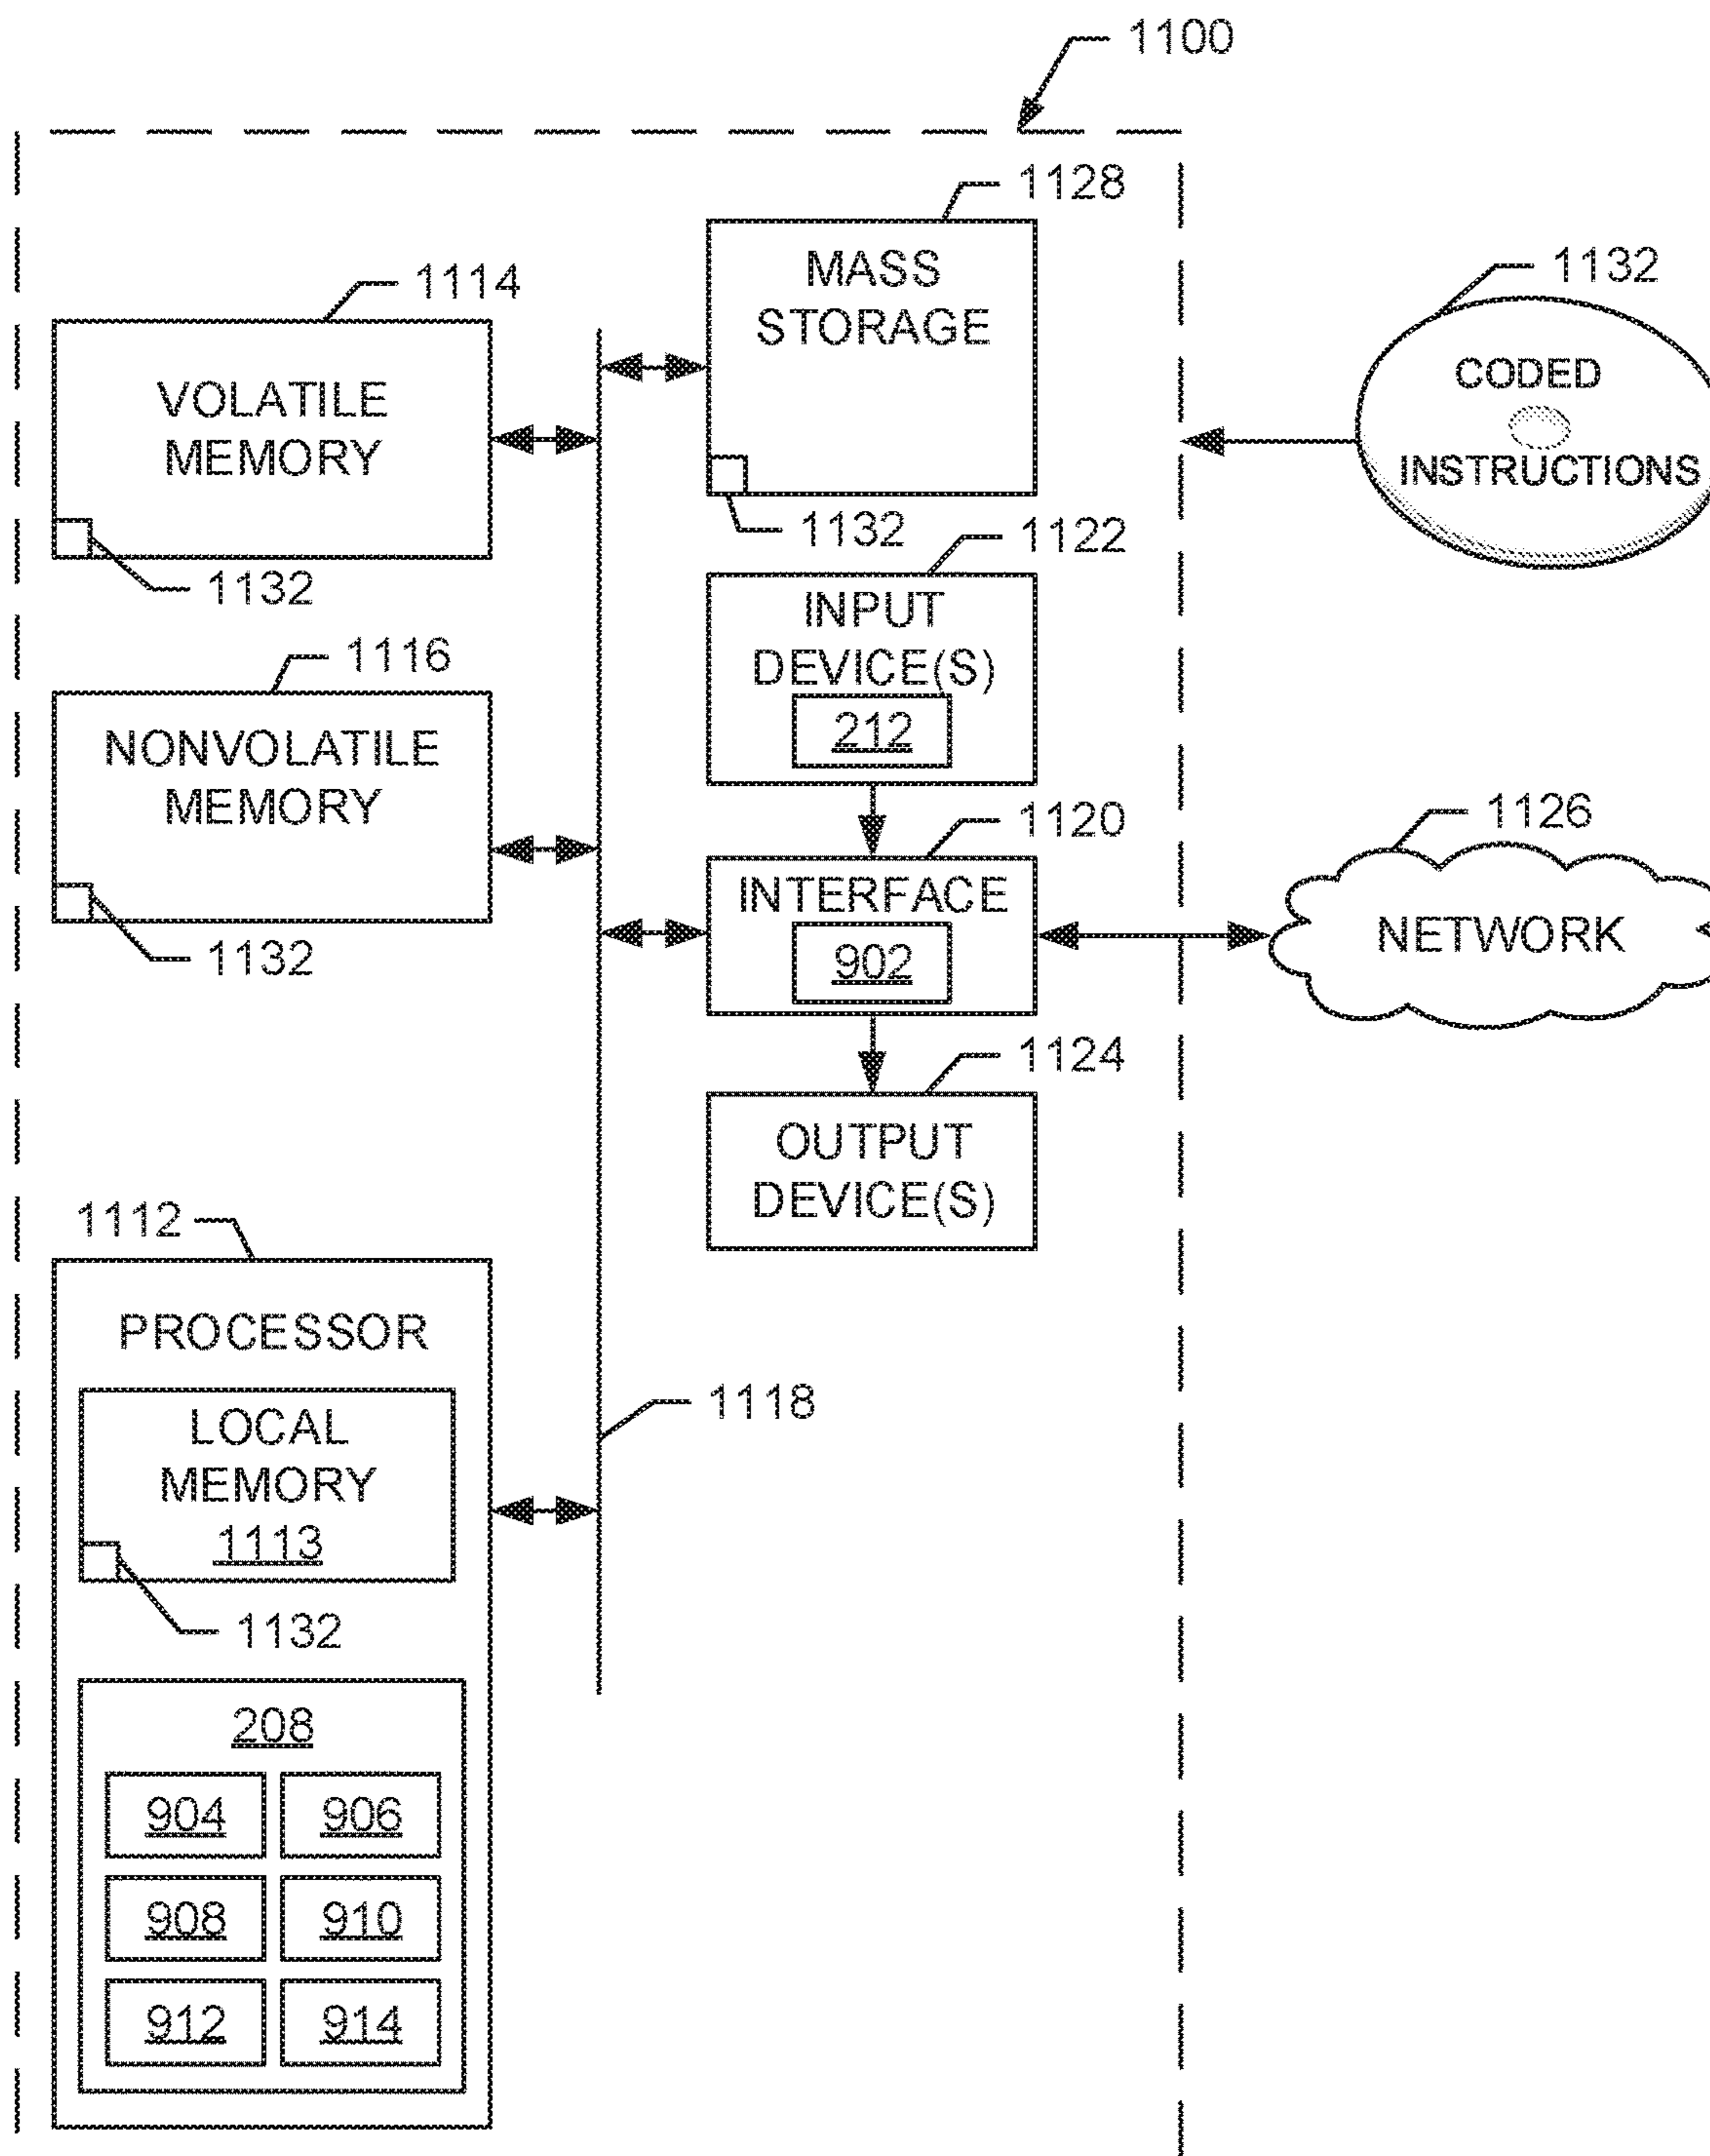 1100
1128
MASS
STORAGE
1132
1114
VOLATILE
MEMORY
1132
1132
CODED
INSTRUCTIONS
1122
INPUT
DEVICE(S)
212
1116
NONVOLATILE
MEMORY
1132
1120
INTERFACE
902
1126
NETWORK
1124
OUTPUT
DEVICE(S)
1112
PROCESSOR
LOCAL
MEMORY
1113
1132
1118
208
904 906
908 910
912 914